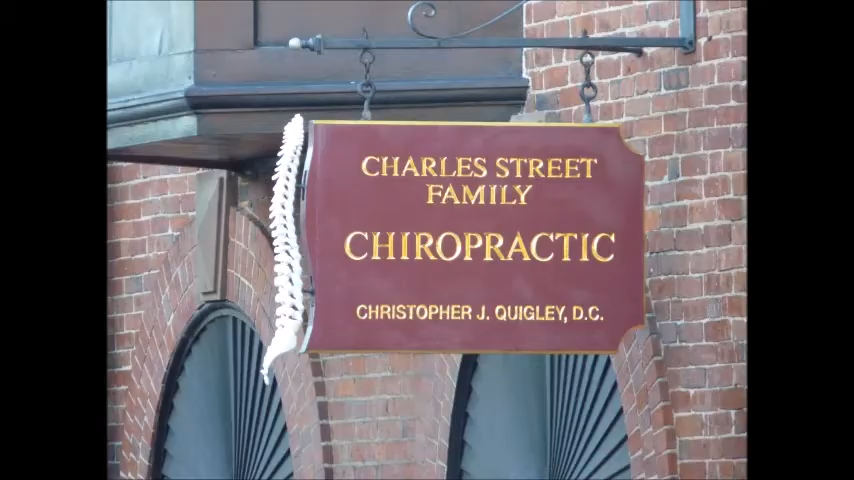 CHARLES STREET
FAMILY
CHIROPRACTIC
CHRISTOPHER J. QUIGLEY, D.C.